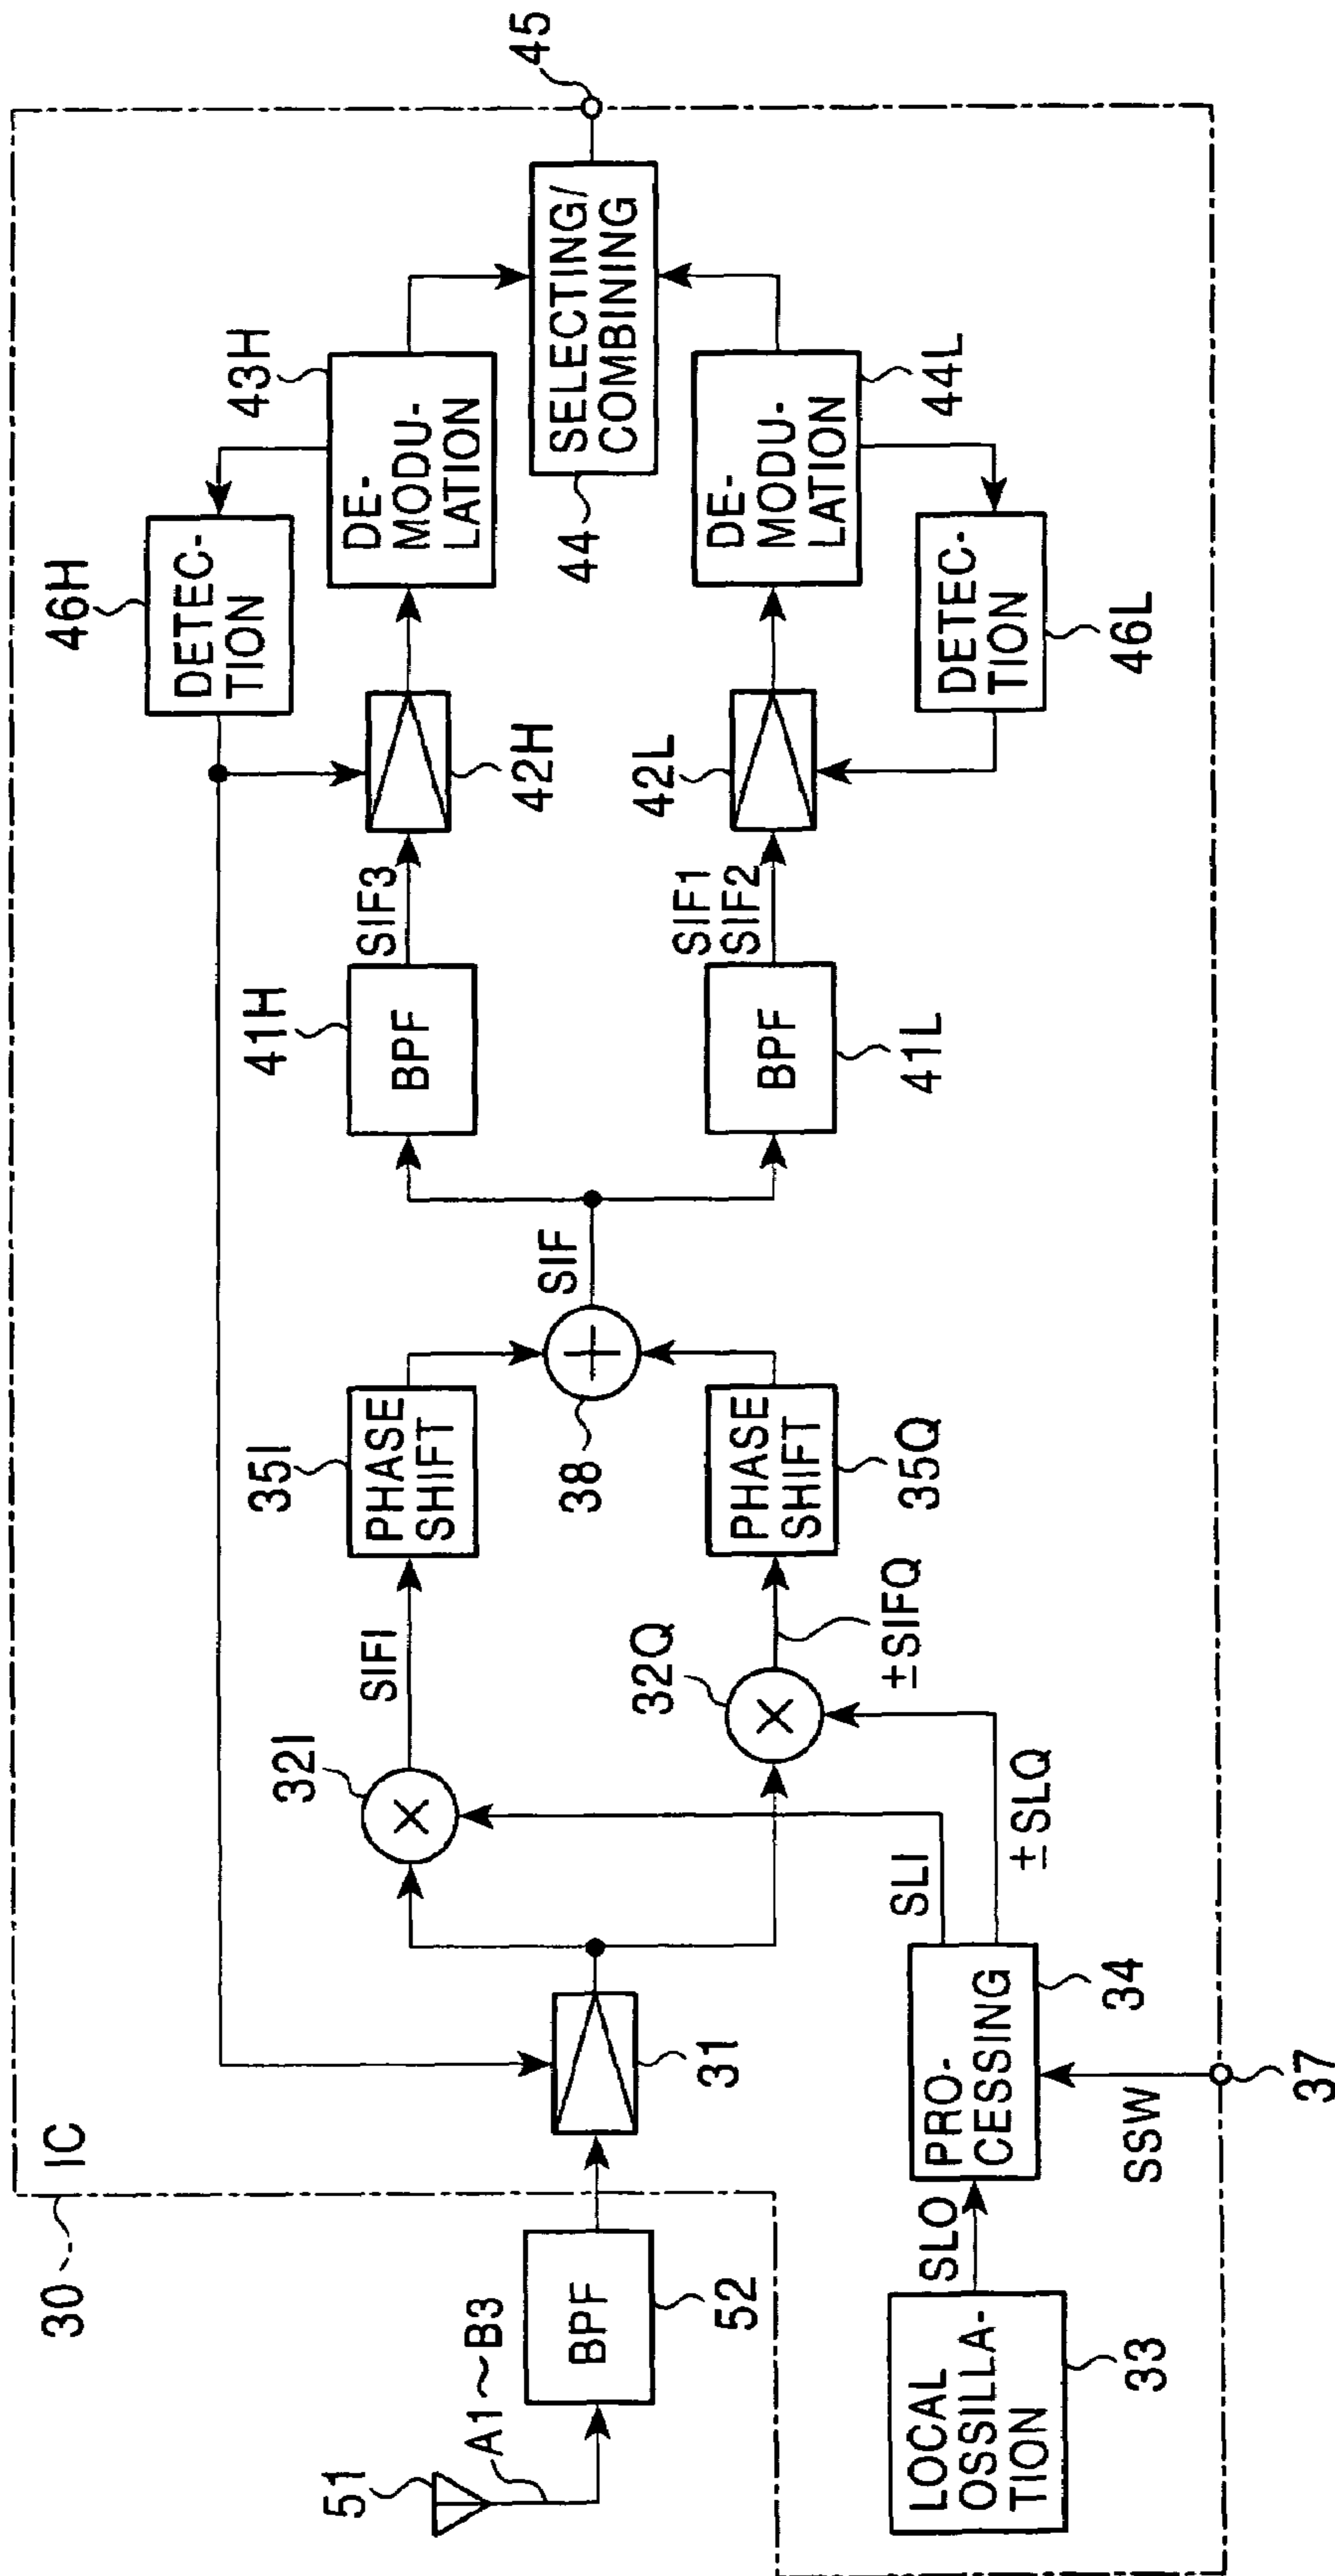 30
IC
51
A1~B3
BPF
52
31
LOCAL
OSSILLA-
TION
33
SLO
PRO-
CESSING
34
SSW
37
SLI
±SLQ
32I
32Q
SIFI
±SIFQ
35I
PHASE
SHIFT
PHASE
SHIFT
35Q
38
SIF
41H
BPF
BPF
41L
SIF3
SIF1
SIF2
42H
42L
46H
DETEC-
TION
43H
DE-
MODU-
LATION
DE-
MODU-
LATION
44L
DETEC-
TION
46L
44
SELECTING/
COMBINING
45